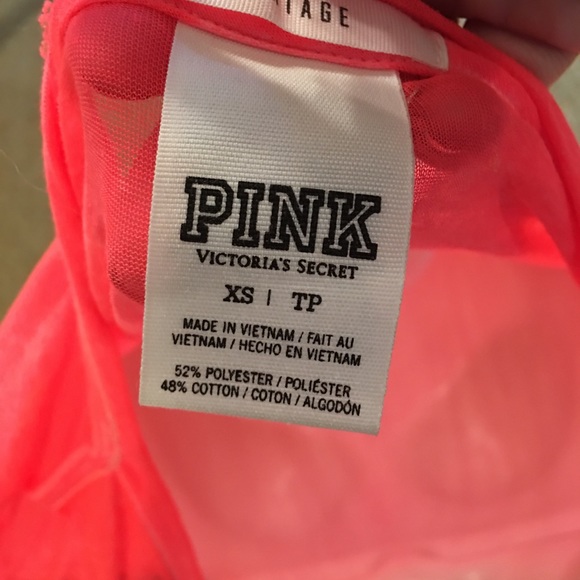 PINK
VICTORIA'S SECRET
XS | TP
MADE IN VIETNAM / FAIT AU
VIETNAM / HECHO EN VIETNAM
52% POLYESTER / POLIÉSTER
48% COTTON / COTON / ALGODÓN